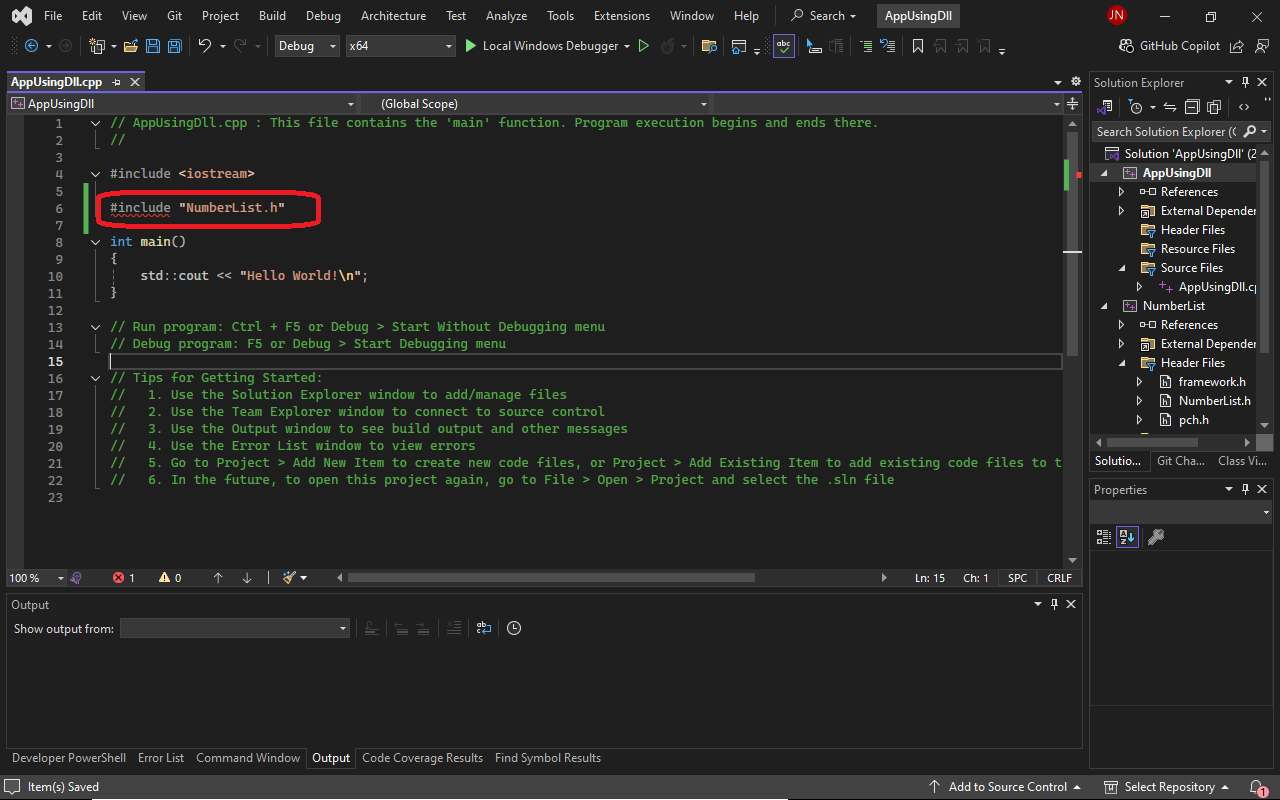 File Edit View Git Project Build Debug Architecture Test Analyze Tools Extensions Window Help Search AppUsingDll JN
Debug x64 Local Windows Debugger abc GitHub Copilot
AppUsingDll.cpp
AppUsingDll (Global Scope)
1 // AppUsingDll.cpp : This file contains the 'main' function. Program execution begins and ends there.
2 //
3
4 #include <iostream>
5
6 #include "NumberList.h"
7
8 int main()
9 {
10 std::cout << "Hello World!\n";
11 }
12
13 // Run program: Ctrl + F5 or Debug > Start Without Debugging menu
14 // Debug program: F5 or Debug > Start Debugging menu
15
16 // Tips for Getting Started:
17 // 1. Use the Solution Explorer window to add/manage files
18 // 2. Use the Team Explorer window to connect to source control
19 // 3. Use the Output window to see build output and other messages
20 // 4. Use the Error List window to view errors
21 // 5. Go to Project > Add New Item to create new code files, or Project > Add Existing Item to add existing code files to t
22 // 6. In the future, to open this project again, go to File > Open > Project and select the .sln file
23
100 % 1 0 Ln: 15 Ch: 1 SPC CRLF
Solution Explorer
Search Solution Explorer (C
Solution 'AppUsingDll' (2
AppUsingDll
References
External Depender
Header Files
Resource Files
Source Files
AppUsingDll.cp
NumberList
References
External Depender
Header Files
framework.h
NumberList.h
pch.h
Solutio... Git Cha... Class Vi...
Properties
Output
Show output from:
Developer PowerShell Error List Command Window Output Code Coverage Results Find Symbol Results
Item(s) Saved Add to Source Control Select Repository 1